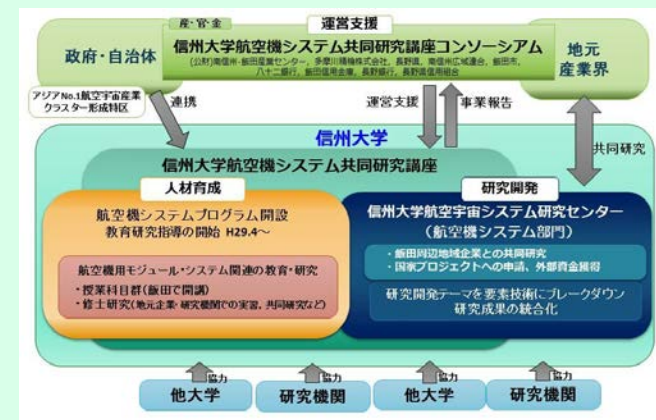 産・官・金
運営支援
政府・自治体
信州大学航空機システム共同研究講座コンソーシアム
(公財)南信州・飯田産業センター, 多摩川精機株式会社, 長野県, 南信州広域連合, 飯田市,
八十二銀行, 飯田信用金庫, 長野銀行, 長野県信用組合
地元
産業界
アジアNo.1航空宇宙産業
クラスター形成特区
連携
運営支援
事業報告
共同研究
信州大学
信州大学航空機システム共同研究講座
人材育成
航空機システムプログラム開設
教育研究指導の開始 H29.4～
航空機用モジュール・システム関連の教育・研究
・授業科目群(飯田で開講)
・修士研究(地元企業・研究機関での実習, 共同研究など)
研究開発
信州大学航空宇宙システム研究センター
(航空機システム部門)
・飯田周辺地域企業との共同研究
・国家プロジェクトへの申請、外部資金獲得
研究開発テーマを要素技術にブレークダウン
研究成果の統合化
協力
協力
協力
協力
他大学
研究機関
他大学
研究機関